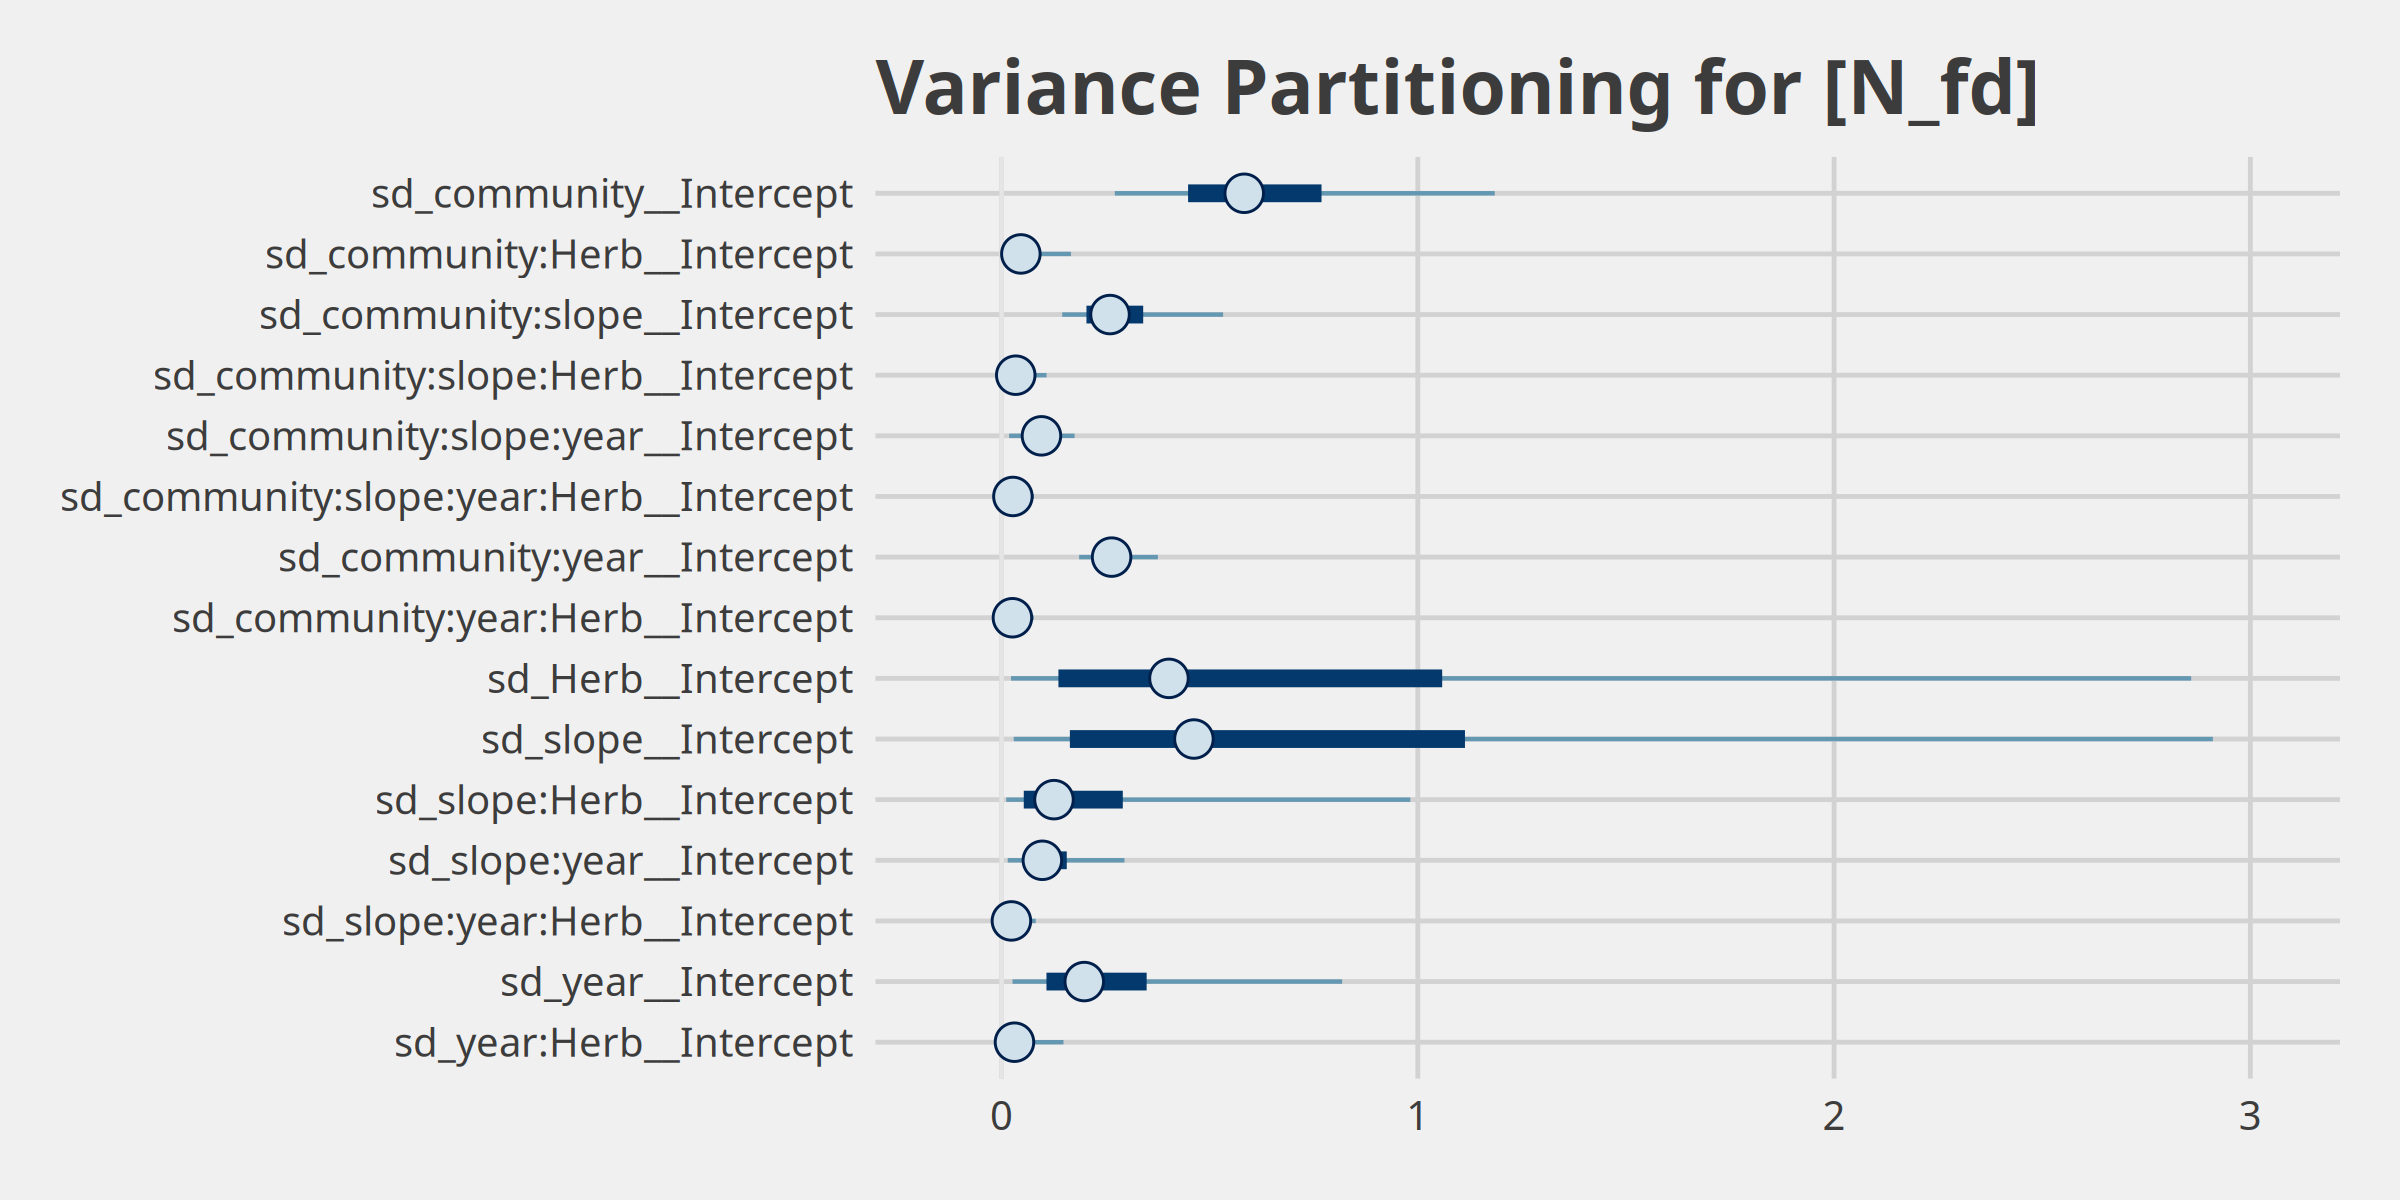 Variance Partitioning for [N_fd]
sd_community__Intercept
sd_community:Herb__Intercept
sd_community:slope__Intercept
sd_community:slope:Herb__Intercept
sd_community:slope:year__Intercept
sd_community:slope:year:Herb__Intercept
sd_community:year__Intercept
sd_community:year:Herb__Intercept
sd_Herb__Intercept
sd_slope__Intercept
sd_slope:Herb__Intercept
sd_slope:year__Intercept
sd_slope:year:Herb__Intercept
sd_year__Intercept
sd_year:Herb__Intercept
0 1 2 3